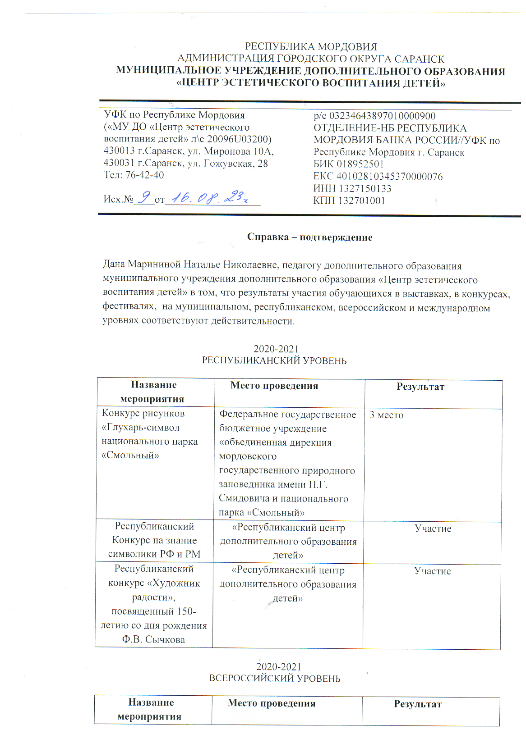 РЕСПУБЛИКА МОРДОВИЯ
АДМИНИСТРАЦИЯ ГОРОДСКОГО ОКРУГА САРАНСК
МУНИЦИПАЛЬНОЕ УЧРЕЖДЕНИЕ ДОПОЛНИТЕЛЬНОГО ОБРАЗОВАНИЯ
«ЦЕНТР ЭСТЕТИЧЕСКОГО ВОСПИТАНИЯ ДЕТЕЙ»
УФК по Республике Мордовия
(«МУ ДО «Центр эстетического
воспитания детей» л\с 20096U03200)
430013 г.Саранск, ул. Миронова 10А,
430031 г.Саранск, ул. Гожувская, 28
Тел: 76-42-40
Исх.№ 9 от 16.08.23г
р/с 03234643897010000900
ОТДЕЛЕНИЕ-НБ РЕСПУБЛИКА
МОРДОВИЯ БАНКА РОССИИ//УФК по
Республике Мордовия г. Саранск
БИК 018952501
ЕКС 40102810345370000076
ИНН 1327150133
КПП 132701001
Справка – подтверждение
Дана Марининой Наталье Николаевне, педагогу дополнительного образования
муниципального учреждения дополнительного образования «Центр эстетического
воспитания детей» в том, что результаты участия обучающихся в выставках, в конкурсах,
фестивалях, на муниципальном, республиканском, всероссийском и международном
уровнях соответствуют действительности.
2020-2021
РЕСПУБЛИКАНСКИЙ УРОВЕНЬ
Название
мероприятия
Место проведения
Результат
Конкурс рисунков
«Глухарь-символ
национального парка
«Смольный»
Федеральное государственное
бюджетное учреждение
«объединенная дирекция
мордовского
государственного природного
заповедника имени П.Г.
Смидовича и национального
парка «Смольный»
3 место
Республиканский
Конкурс на знание
символики РФ и РМ
«Республиканский центр
дополнительного образования
детей»
Участие
Республиканский
конкурс «Художник
радости»,
посвященный 150-
летию со дня рождения
Ф.В. Сычкова
«Республиканский центр
дополнительного образования
детей»
Участие
2020-2021
ВСЕРОССИЙСКИЙ УРОВЕНЬ
Название
мероприятия
Место проведения
Результат